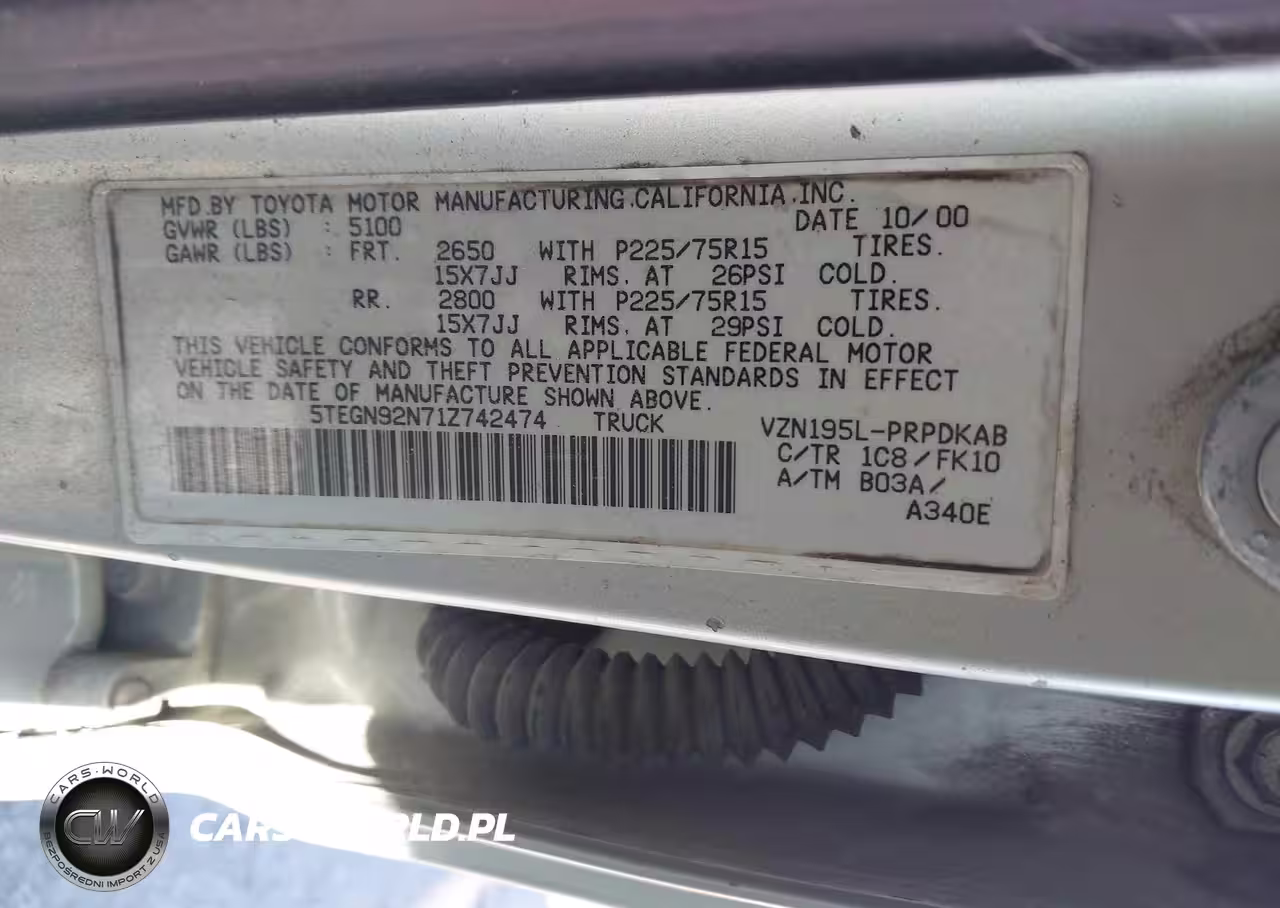 MFD.BY TOYOTA MOTOR MANUFACTURING.CALIFORNIA.INC.
GVWR (LBS) : 5100 DATE 10/00
GAWR (LBS) : FRT. 2650 WITH P225/75R15 TIRES.
15X7JJ RIMS. AT 26PSI COLD.
RR. 2800 WITH P225/75R15 TIRES.
15X7JJ RIMS. AT 29PSI COLD.
THIS VEHICLE CONFORMS TO ALL APPLICABLE FEDERAL MOTOR
VEHICLE SAFETY AND THEFT PREVENTION STANDARDS IN EFFECT
ON THE DATE OF MANUFACTURE SHOWN ABOVE.
5TEGN92N71Z742474 TRUCK
VZN195L-PRPDKAB
C/TR 1C8/FK10
A/TM B03A/
A340E
CARS-WORLD
CW
BEZPOŚREDNI IMPORT Z USA
CARS-WORLD.PL